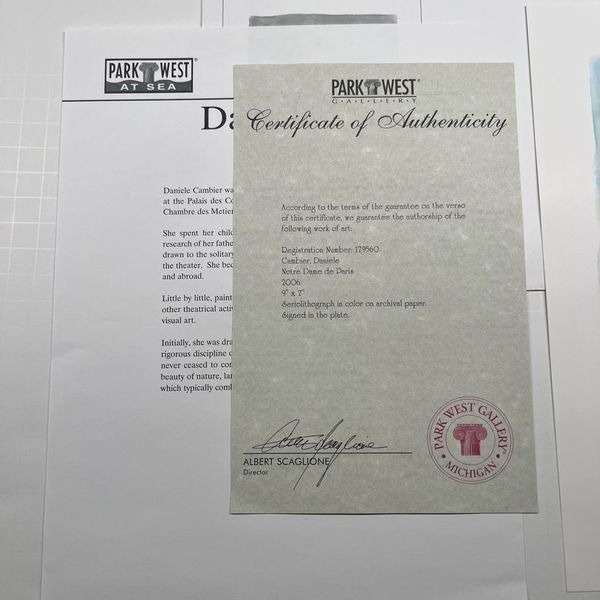 PARK WEST®
AT SEA
Da
Daniele Cambier wa
at the Palais des Co
Chambre des Metier
She spent her chil
research of her fathe
drawn to the solitary
the theater. She bec
and abroad.
Little by little, paint
other theatrical activ
visual art.
Initially, she was dra
rigorous discipline o
never ceased to con
beauty of nature, la
which typically comb
PARK WEST®
G·A·L·L·E·R·Y
Certificate of Authenticity
According to the terms of the guarantee on the verso
of this certificate, we guarantee the authorship of the
following work of art:
Registration Number: 179560
Cambier, Daniele
Notre Dame de Paris
2006
9" x 7"
Seriolithograph in color on archival paper.
Signed in the plate.
ALBERT SCAGLIONE
Director
PARK WEST GALLERY
• MICHIGAN •